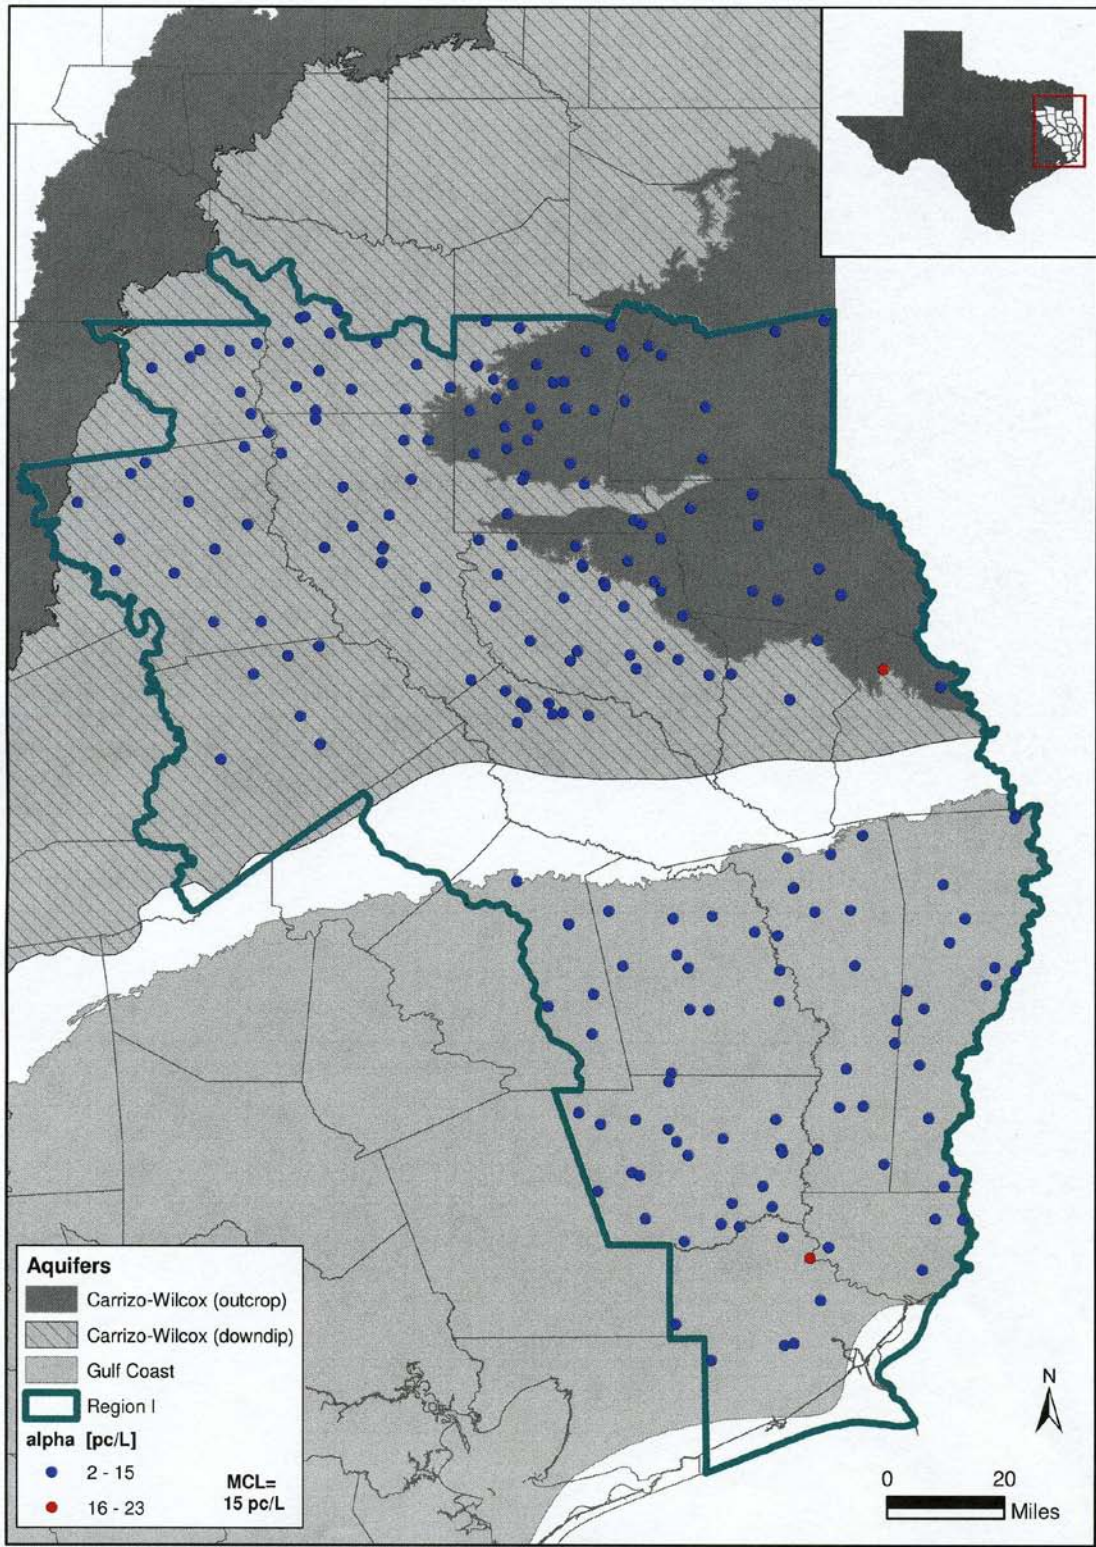 Aquifers
Carrizo-Wilcox (outcrop)
Carrizo-Wilcox (downdip)
Gulf Coast
Region I
alpha [pc/L]
2 - 15
16 - 23
MCL=
15 pc/L
N
0 20
Miles